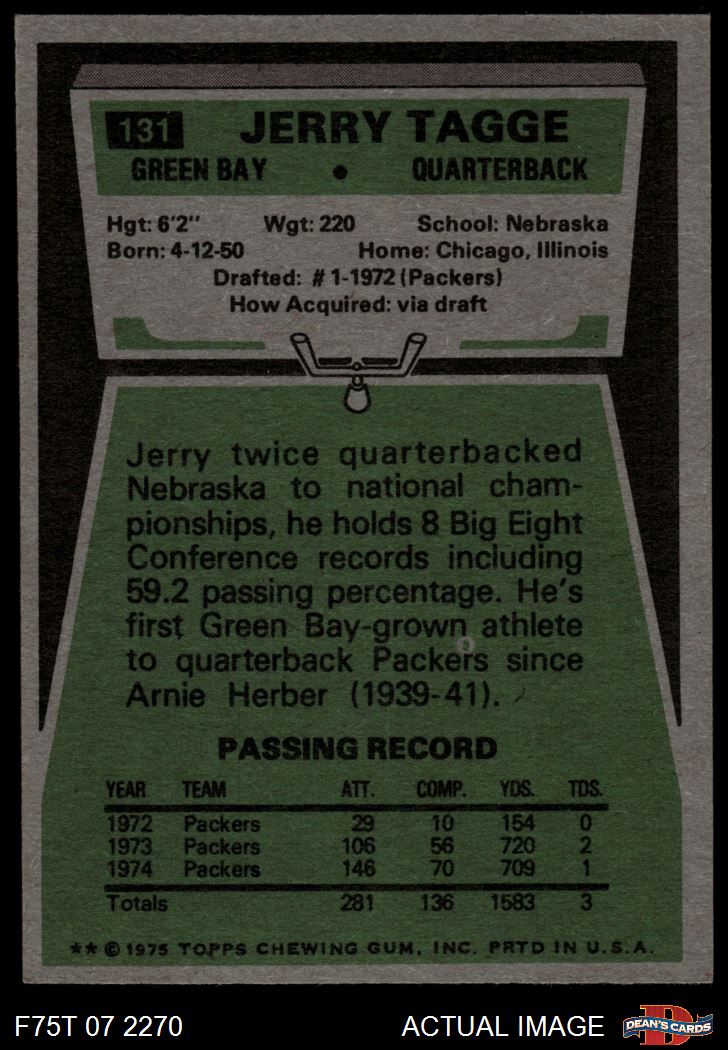 131 JERRY TAGGE
GREEN BAY • QUARTERBACK
Hgt: 6'2" Wgt: 220 School: Nebraska
Born: 4-12-50 Home: Chicago, Illinois
Drafted: #1-1972 (Packers)
How Acquired: via draft
Jerry twice quarterbacked
Nebraska to national cham-
pionships, he holds 8 Big Eight
Conference records including
59.2 passing percentage. He's
first Green Bay-grown athlete
to quarterback Packers since
Arnie Herber (1939-41).
PASSING RECORD
YEAR TEAM ATT. COMP. YDS. TDS.
1972 Packers 29 10 154 0
1973 Packers 106 56 720 2
1974 Packers 146 70 709 1
Totals 281 136 1583 3
** © 1975 TOPPS CHEWING GUM, INC. PRTD IN U.S.A.
F75T 07 2270 ACTUAL IMAGE D DEAN'S CARDS